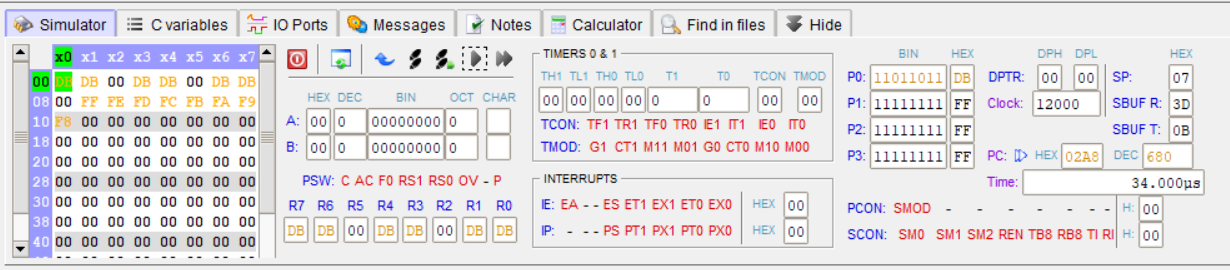 Simulator C variables IO Ports Messages Notes Calculator Find in files Hide
x0 x1 x2 x3 x4 x5 x6 x7
00 DB DB 00 DB DB 00 DB DB
08 00 FF FE FD FC FB FA F9
10 F8 00 00 00 00 00 00 00
18 00 00 00 00 00 00 00 00
20 00 00 00 00 00 00 00 00
28 00 00 00 00 00 00 00 00
30 00 00 00 00 00 00 00 00
38 00 00 00 00 00 00 00 00
40 00 00 00 00 00 00 00 00
HEX DEC BIN OCT CHAR
A: 00 0 00000000 0
B: 00 0 00000000 0
PSW: C AC F0 RS1 RS0 OV - P
R7 R6 R5 R4 R3 R2 R1 R0
DB DB 00 DB DB 00 DB DB
TIMERS 0 & 1
TH1 TL1 TH0 TL0 T1 T0 TCON TMOD
00 00 00 00 0 0 00 00
TCON: TF1 TR1 TF0 TR0 IE1 IT1 IE0 IT0
TMOD: G1 CT1 M11 M01 G0 CT0 M10 M00
INTERRUPTS
IE: EA - - ES ET1 EX1 ET0 EX0 HEX 00
IP: - - - PS PT1 PX1 PT0 PX0 HEX 00
BIN HEX
P0: 11011011 DB
P1: 11111111 FF
P2: 11111111 FF
P3: 11111111 FF
DPH DPL HEX
DPTR: 00 00 SP: 07
Clock: 12000 SBUF R: 3D
SBUF T: 0B
PC: HEX 02A8 DEC 680
Time: 34.000µs
PCON: SMOD - - - - - - - H: 00
SCON: SM0 SM1 SM2 REN TB8 RB8 TI RI H: 00